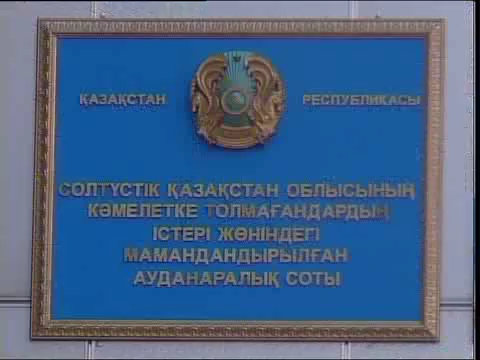 ҚАЗАҚСТАН РЕСПУБЛИКАСЫ
СОЛТҮСТІК ҚАЗАҚСТАН ОБЛЫСЫНЫҢ
КӘМЕЛЕТКЕ ТОЛМАҒАНДАРДЫҢ
ІСТЕРІ ЖӨНІНДЕГІ
МАМАНДАНДЫРЫЛҒАН
АУДАНАРАЛЫҚ СОТЫ